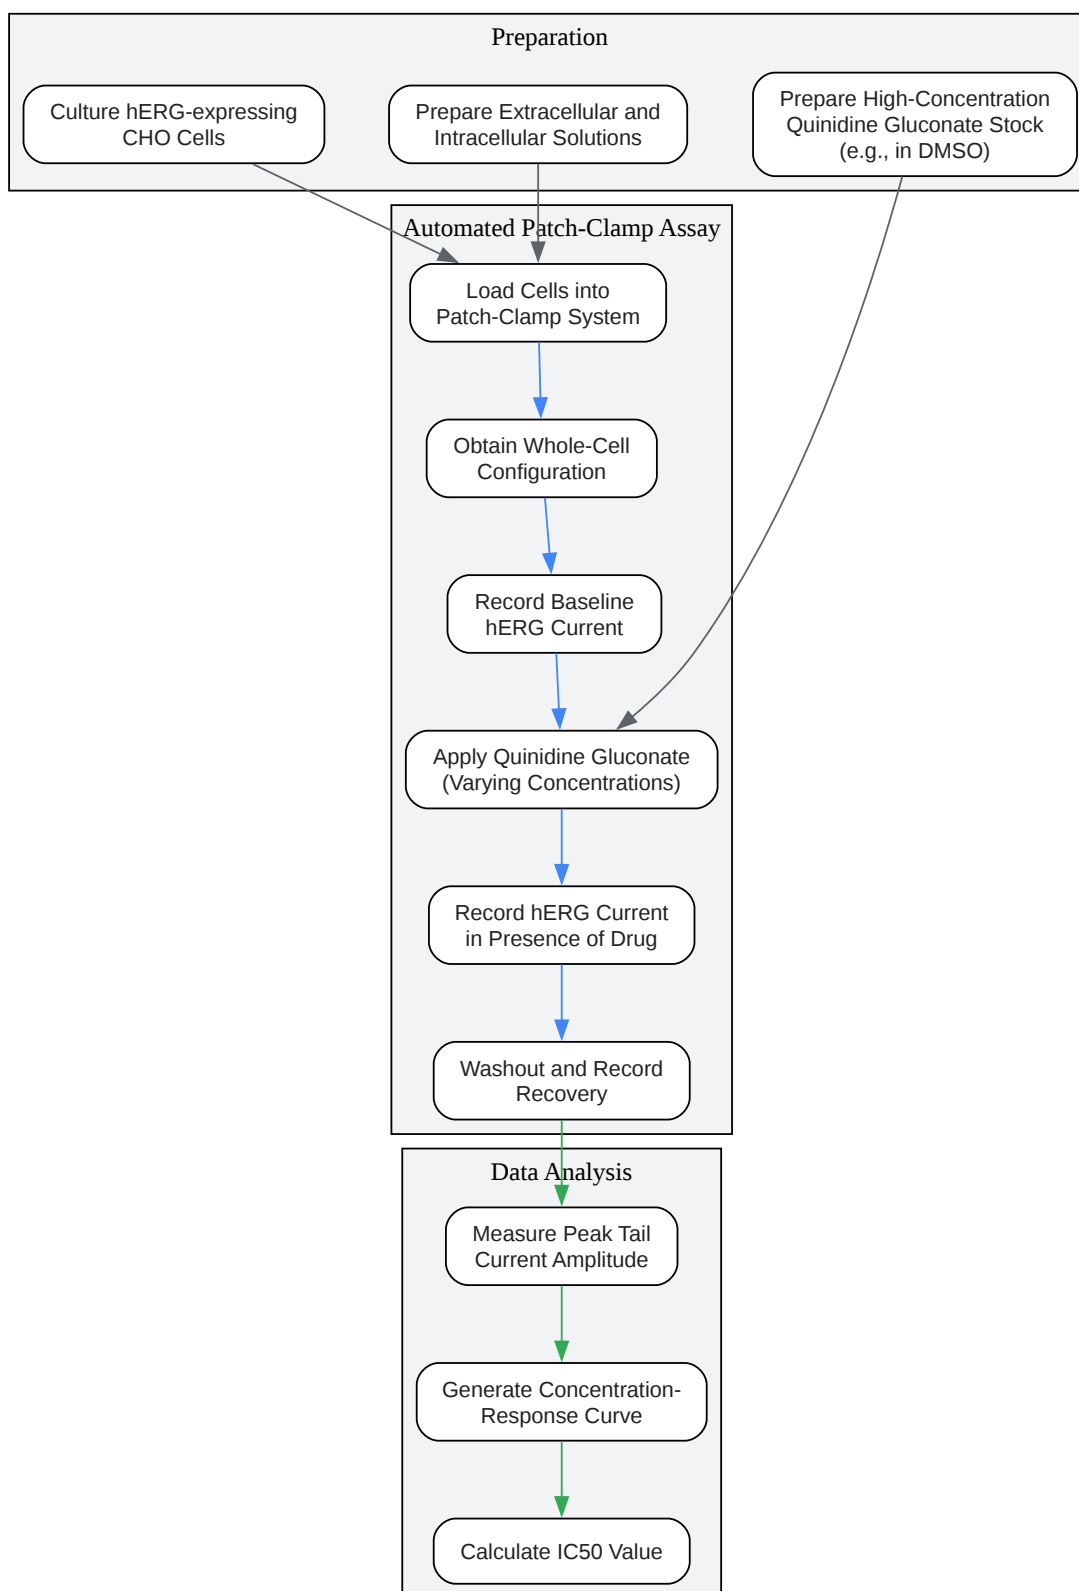 Preparation
Culture hERG-expressing
CHO Cells
Prepare Extracellular and
Intracellular Solutions
Prepare High-Concentration
Quinidine Gluconate Stock
(e.g., in DMSO)
Automated Patch-Clamp Assay
Load Cells into
Patch-Clamp System
Obtain Whole-Cell
Configuration
Record Baseline
hERG Current
Apply Quinidine Gluconate
(Varying Concentrations)
Record hERG Current
in Presence of Drug
Washout and Record
Recovery
Data Analysis
Measure Peak Tail
Current Amplitude
Generate Concentration-
Response Curve
Calculate IC50 Value